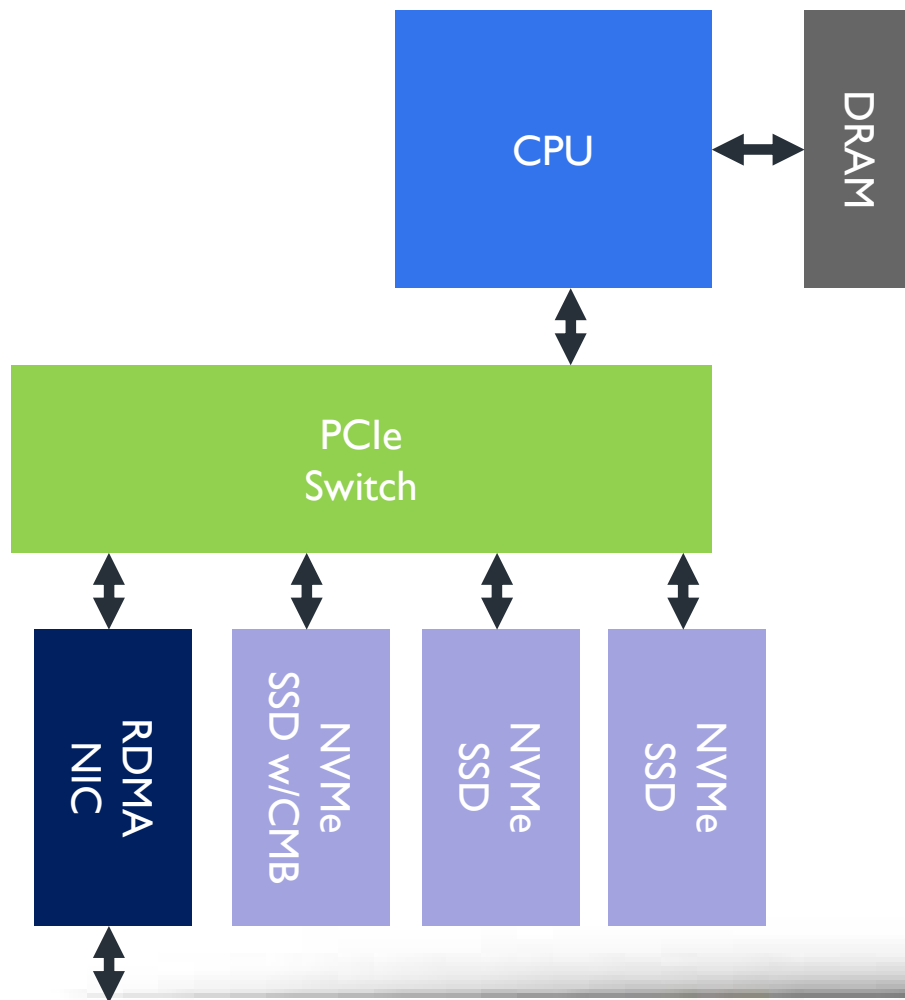 CPU
DRAM
PCIe
Switch
RDMA
NIC
NVMe
SSD w/CMB
NVMe
SSD
NVMe
SSD